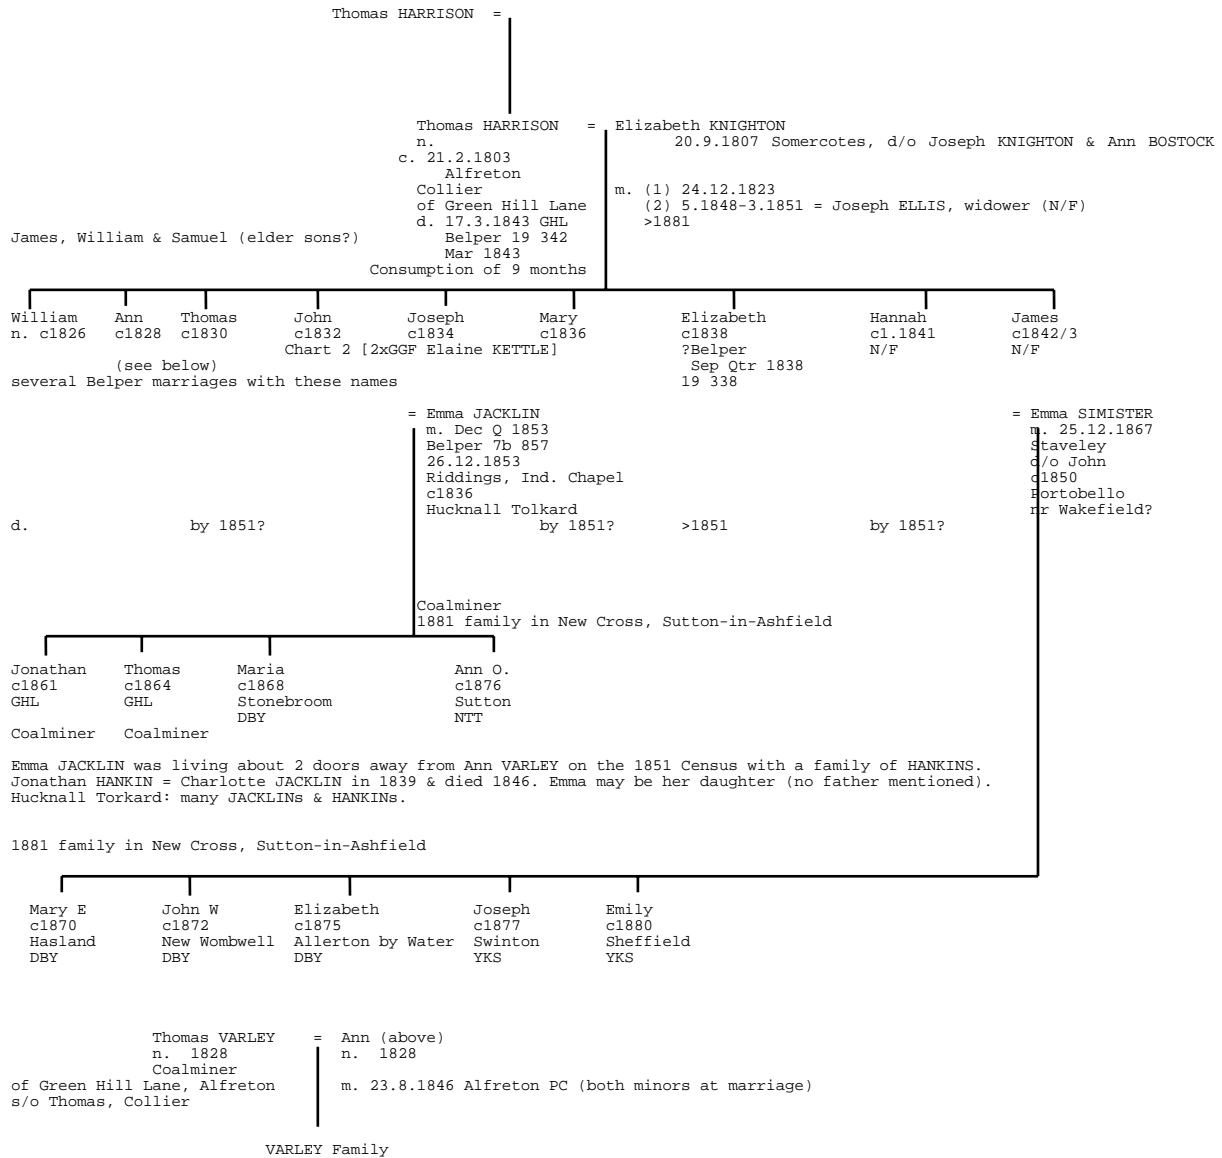 Thomas HARRISON =
Thomas HARRISON = Elizabeth KNIGHTON
n. 20.9.1807 Somercotes, d/o Joseph KNIGHTON & Ann BOSTOCK
c. 21.2.1803
Alfreton
Collier m. (1) 24.12.1823
of Green Hill Lane (2) 5.1848-3.1851 = Joseph ELLIS, widower (N/F)
d. 17.3.1843 GHL >1881
James, William & Samuel (elder sons?) Belper 19 342
Mar 1843
Consumption of 9 months
William Ann Thomas John Joseph Mary Elizabeth Hannah James
n. c1826 c1828 c1830 c1832 c1834 c1836 c1838 c1.1841 c1842/3
Chart 2 [2xGGF Elaine KETTLE] ?Belper N/F N/F
(see below) Sep Qtr 1838
several Belper marriages with these names 19 338
= Emma JACKLIN = Emma SIMISTER
m. Dec Q 1853 m. 25.12.1867
Belper 7b 857 Staveley
26.12.1853 d/o John
Riddings, Ind. Chapel c1850
c1836 Portobello
Hucknall Tolkard nr Wakefield?
d. by 1851? by 1851? >1851 by 1851?
Coalminer
1881 family in New Cross, Sutton-in-Ashfield
Jonathan Thomas Maria Ann O.
c1861 c1864 c1868 c1876
GHL GHL Stonebroom Sutton
DBY NTT
Coalminer Coalminer
Emma JACKLIN was living about 2 doors away from Ann VARLEY on the 1851 Census with a family of HANKINS.
Jonathan HANKIN = Charlotte JACKLIN in 1839 & died 1846. Emma may be her daughter (no father mentioned).
Hucknall Torkard: many JACKLINs & HANKINs.
1881 family in New Cross, Sutton-in-Ashfield
Mary E John W Elizabeth Joseph Emily
c1870 c1872 c1875 c1877 c1880
Hasland New Wombwell Allerton by Water Swinton Sheffield
DBY DBY DBY YKS YKS
Thomas VARLEY = Ann (above)
n. 1828 n. 1828
Coalminer
of Green Hill Lane, Alfreton m. 23.8.1846 Alfreton PC (both minors at marriage)
s/o Thomas, Collier
VARLEY Family